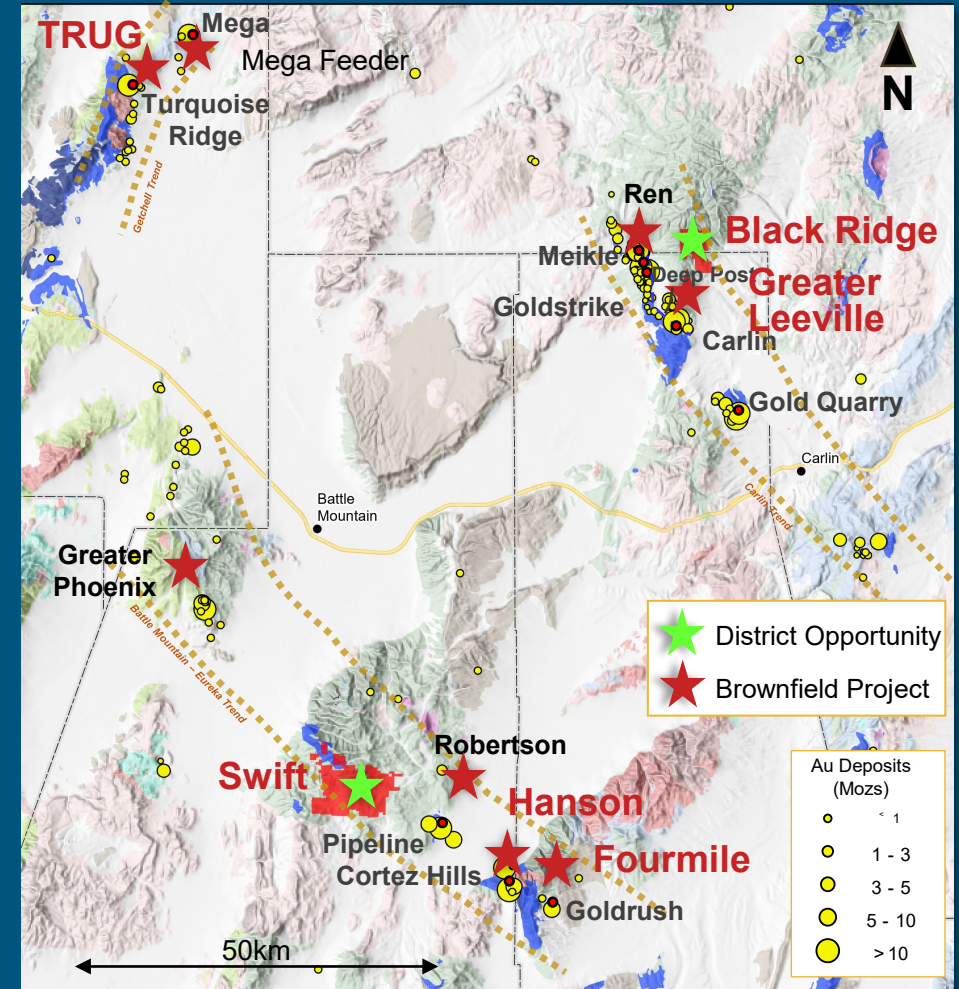 TRUG
Mega
Mega Feeder
N
Turquoise
Ridge
Getchell Trend
Ren
Black Ridge
Meikle
Deep Post
Greater
Leeville
Goldstrike
Carlin
Gold Quarry
Carlin
Carlin Trend
Battle
Mountain
Greater
Phoenix
Battle Mountain – Eureka Trend
District Opportunity
Brownfield Project
Robertson
Swift
Hanson
Pipeline
Cortez Hills
Fourmile
Goldrush
Au Deposits
(Mozs)
< 1
1 - 3
3 - 5
5 - 10
> 10
50km